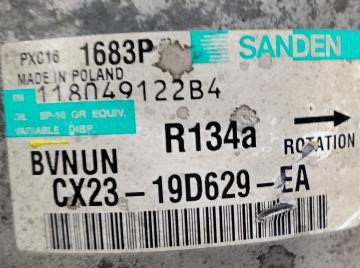 PXC16 1683P SANDEN
MADE IN POLAND
SN 118049122B4
OIL SP-10 OR EQUIV.
VARIABLE DISP.
R134a
ROTATION
BVNUN
CX23-19D629-EA